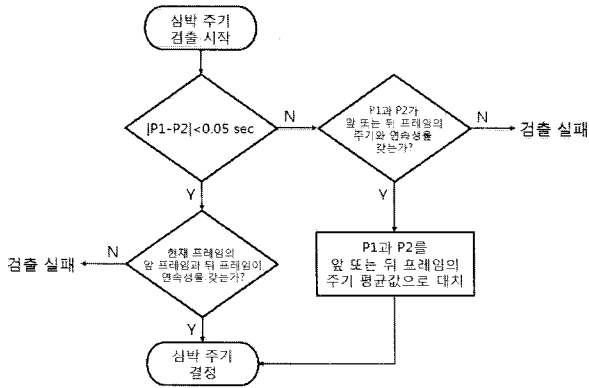 심박 주기
검출 시작
|P1-P2|<0.05 sec
N
P1과 P2가
앞 또는 뒤 프레임의
주기와 연속성을
갖는가?
N
검출 실패
Y
Y
현재 프레임의
앞 프레임과 뒤 프레임이
연속성을 갖는가?
N
검출 실패
P1과 P2를
앞 또는 뒤 프레임의
주기 평균값으로 대치
Y
심박 주기
결정